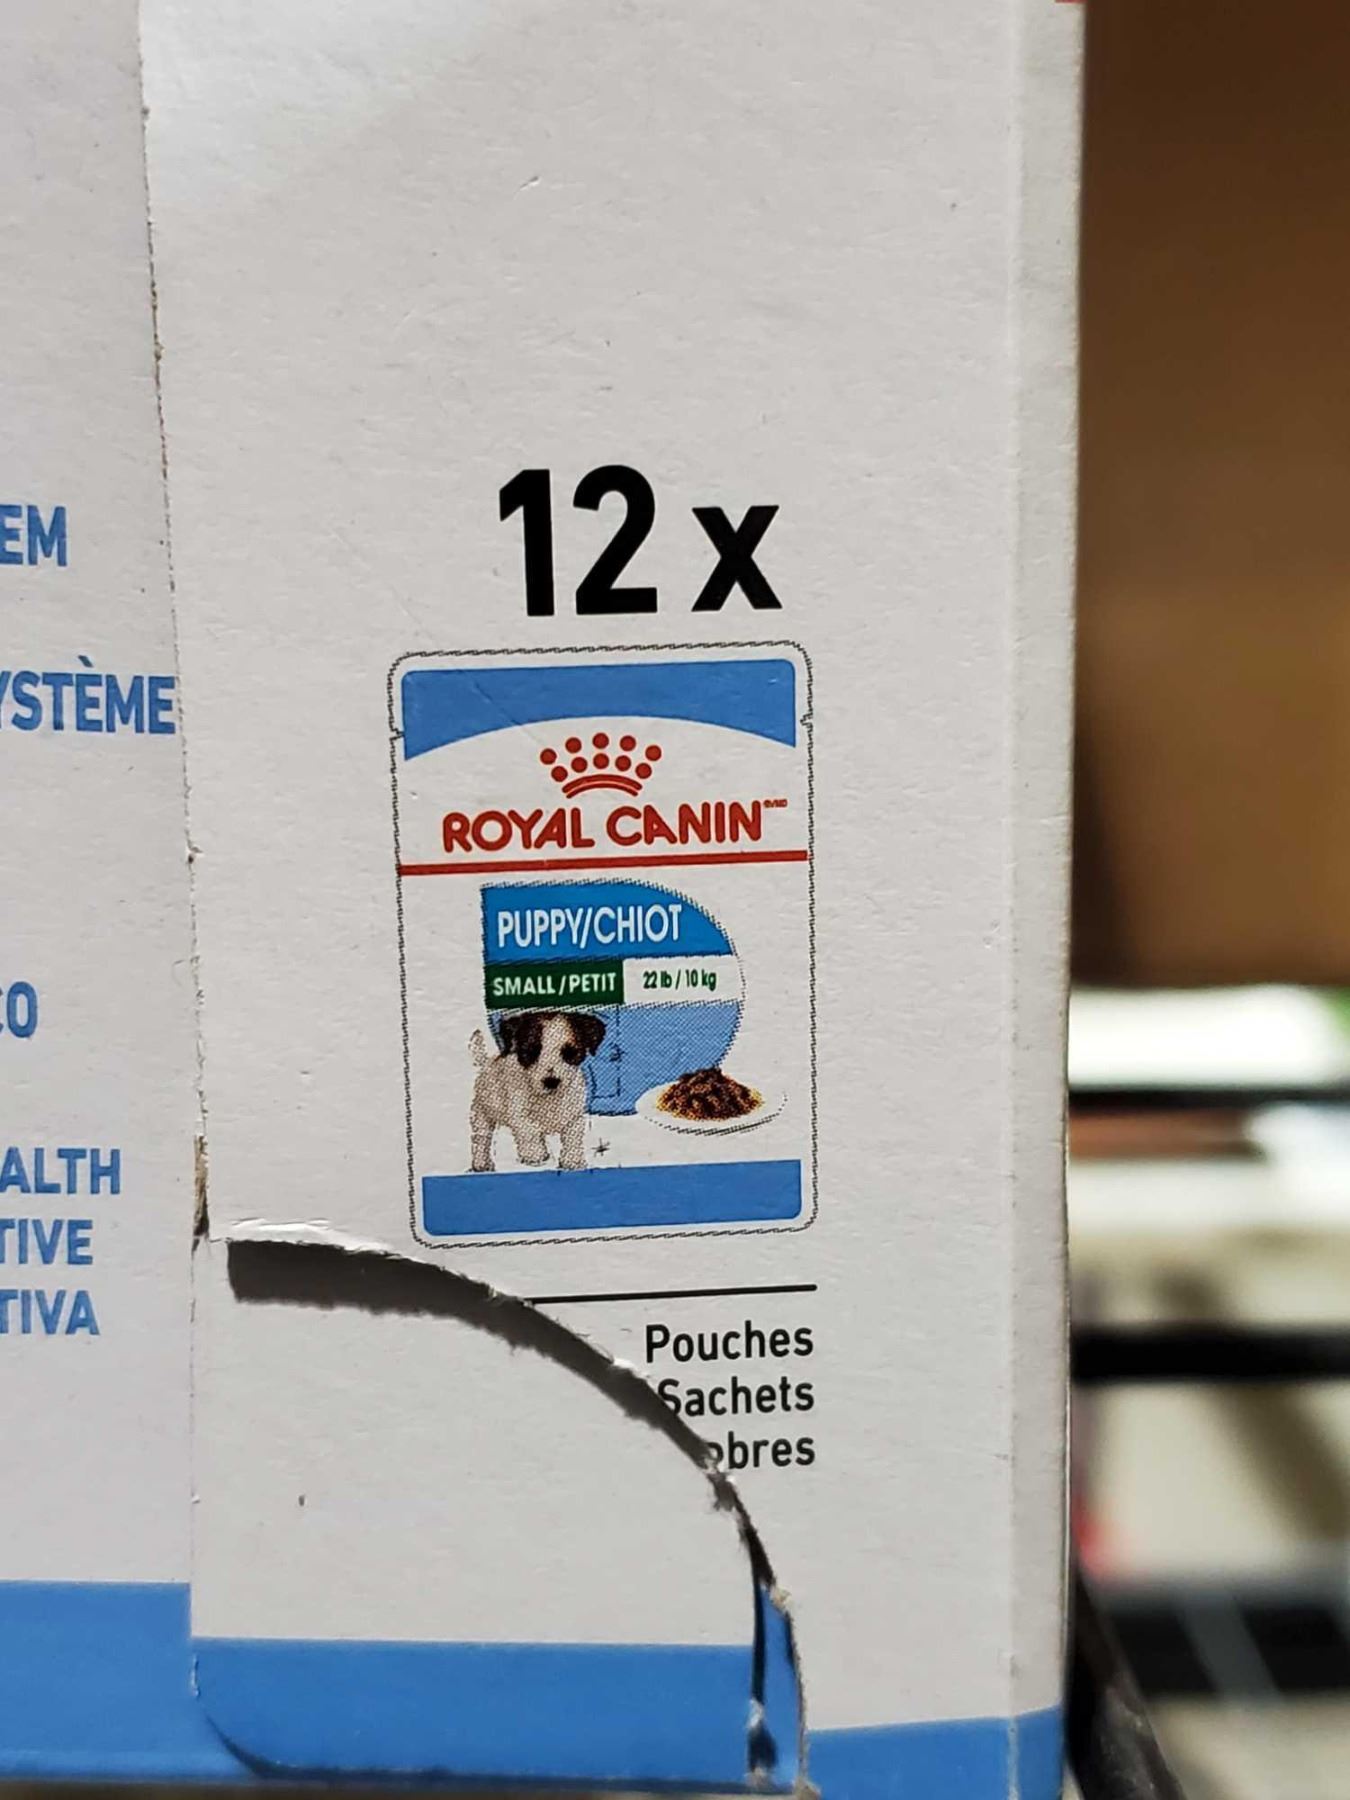 EM
YSTÈME
CO
ALTH
TIVE
TIVA
12 x
ROYAL CANIN
PUPPY/CHIOT
SMALL/PETIT 22 lb / 10 kg
Pouches
Sachets
obres